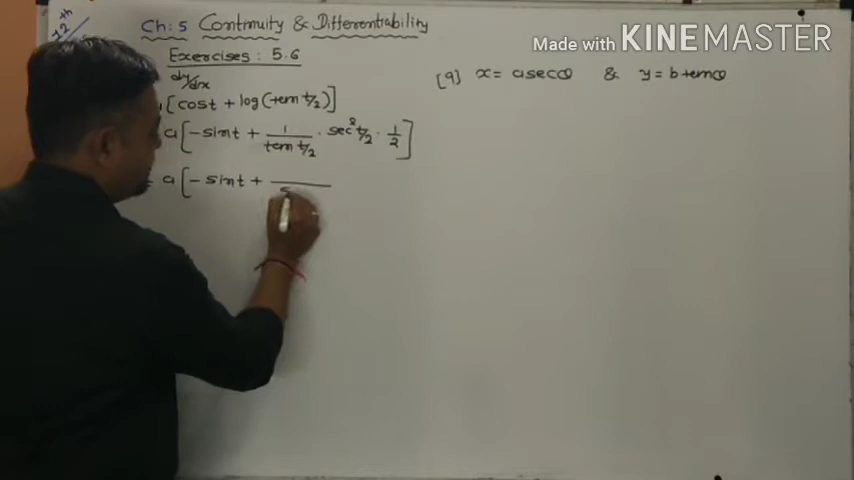 12th
Ch: 5 Continuity & Differentiability
Exercises: 5.6
dy/dx
[cost + log(tan t/2)]
a[-sint + 1/tan t/2 · sec² t/2 · 1/2]
= a[-sint +
[9] x = a secθ & y = b tanθ
Made with KINEMASTER